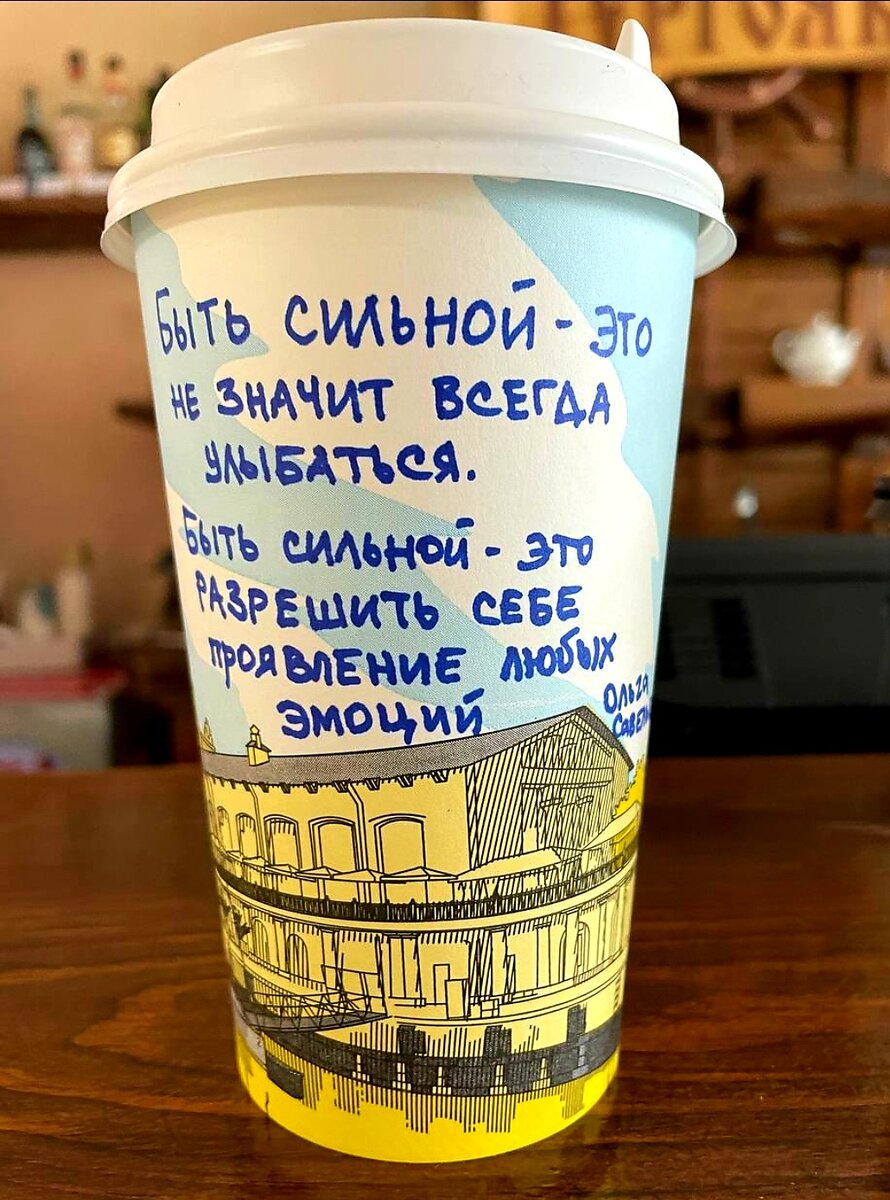 Быть сильной - это
не значит всегда
улыбаться.
Быть сильной - это
разрешить себе
проявление любых
эмоций
Ольга